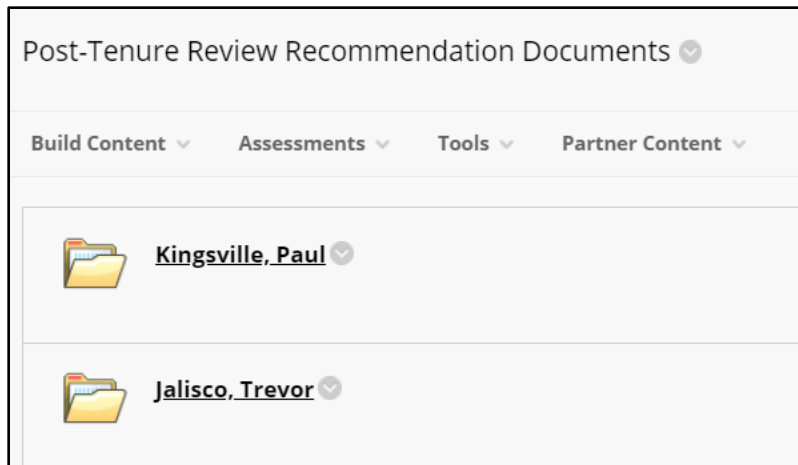 Post-Tenure Review Recommendation Documents
Build Content Assessments Tools Partner Content
Kingsville, Paul
Jalisco, Trevor